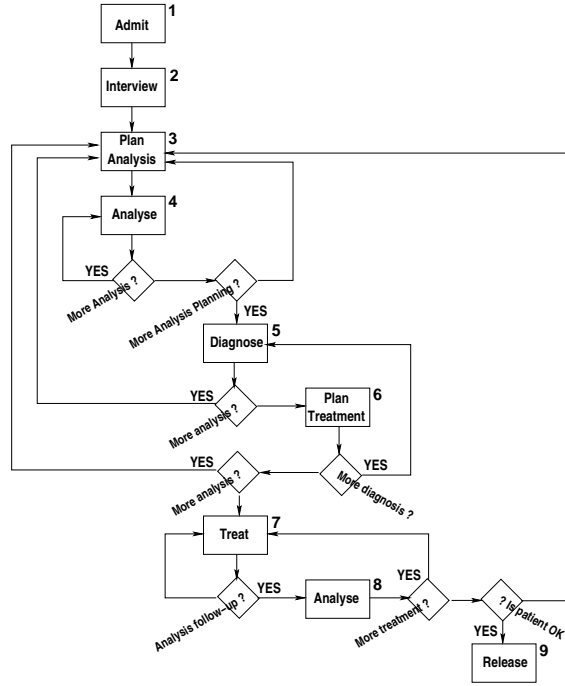 1
Admit
2
Interview
3
Plan
Analysis
4
Analyse
YES
More Analysis ?
More Analysis Planning ?
YES
5
Diagnose
YES
More analysis ?
6
Plan
Treatment
YES
More diagnosis ?
YES
More analysis ?
7
Treat
YES
Analysis follow−up ?
8
Analyse
YES
More treatment ?
? Is patient OK
YES
9
Release